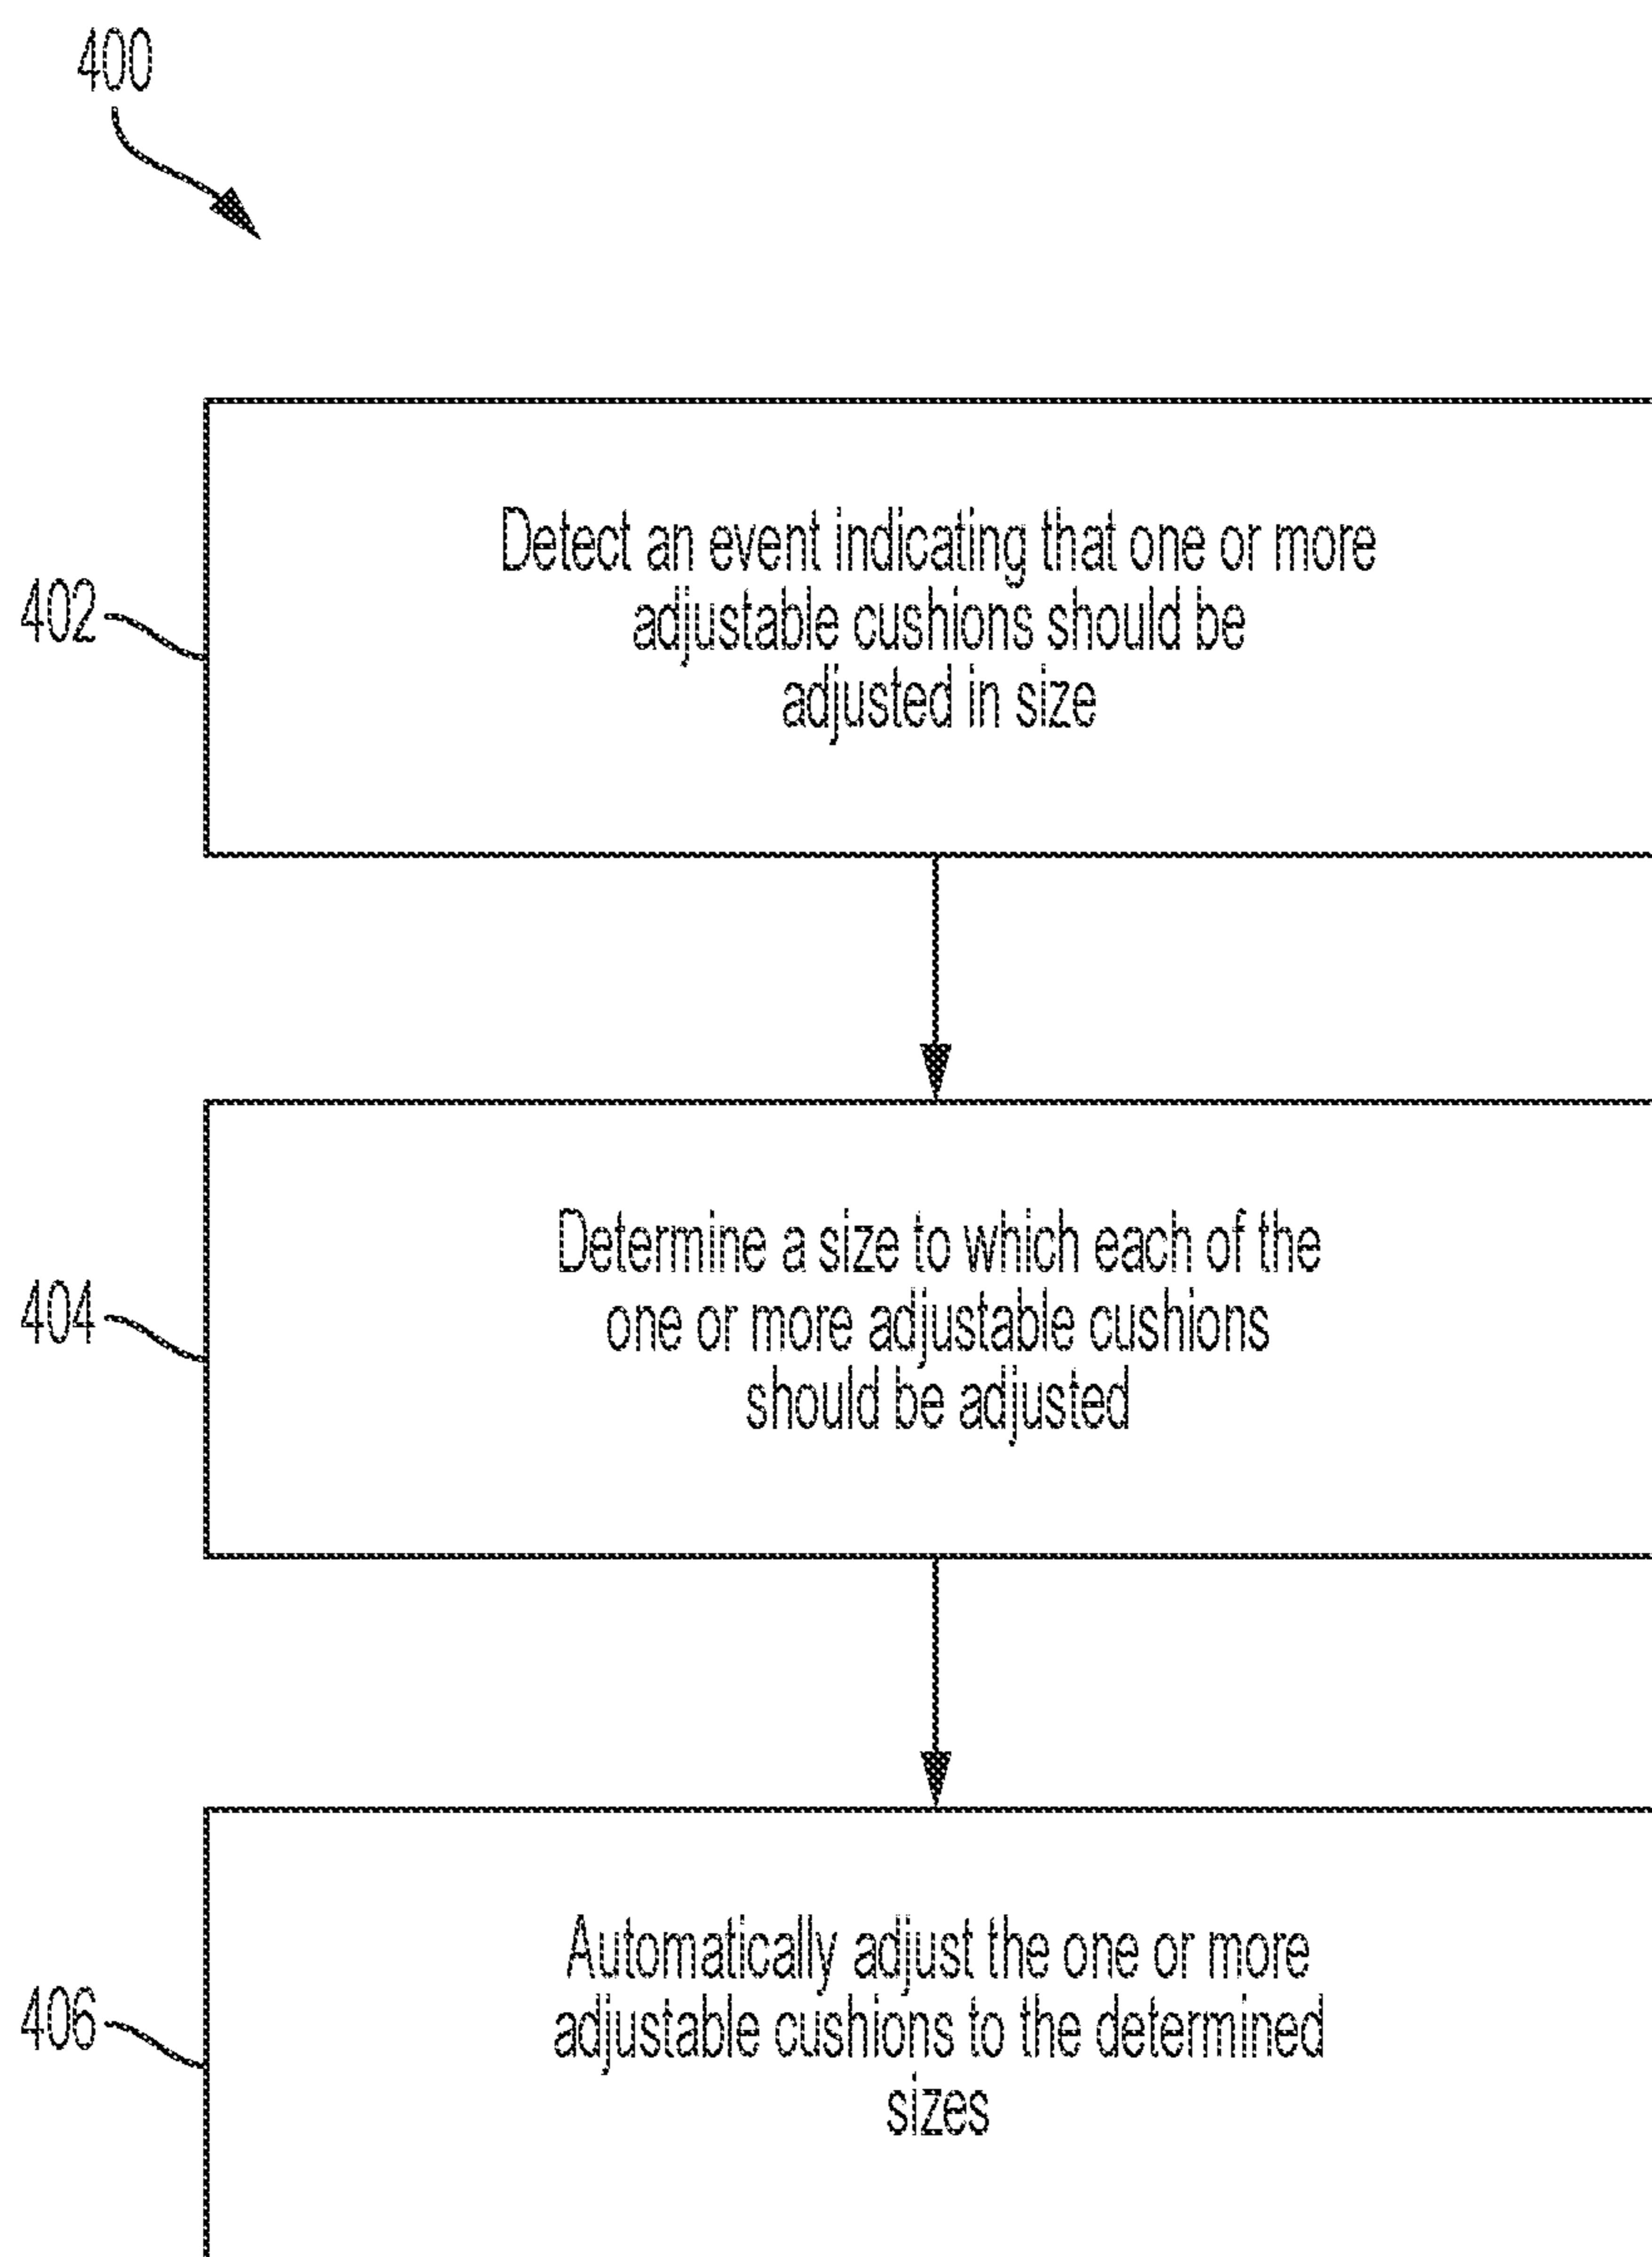 400
Detect an event indicating that one or more
adjustable cushions should be
adjusted in size
402
Determine a size to which each of the
one or more adjustable cushions
should be adjusted
404
Automatically adjust the one or more
adjustable cushions to the determined
sizes
406